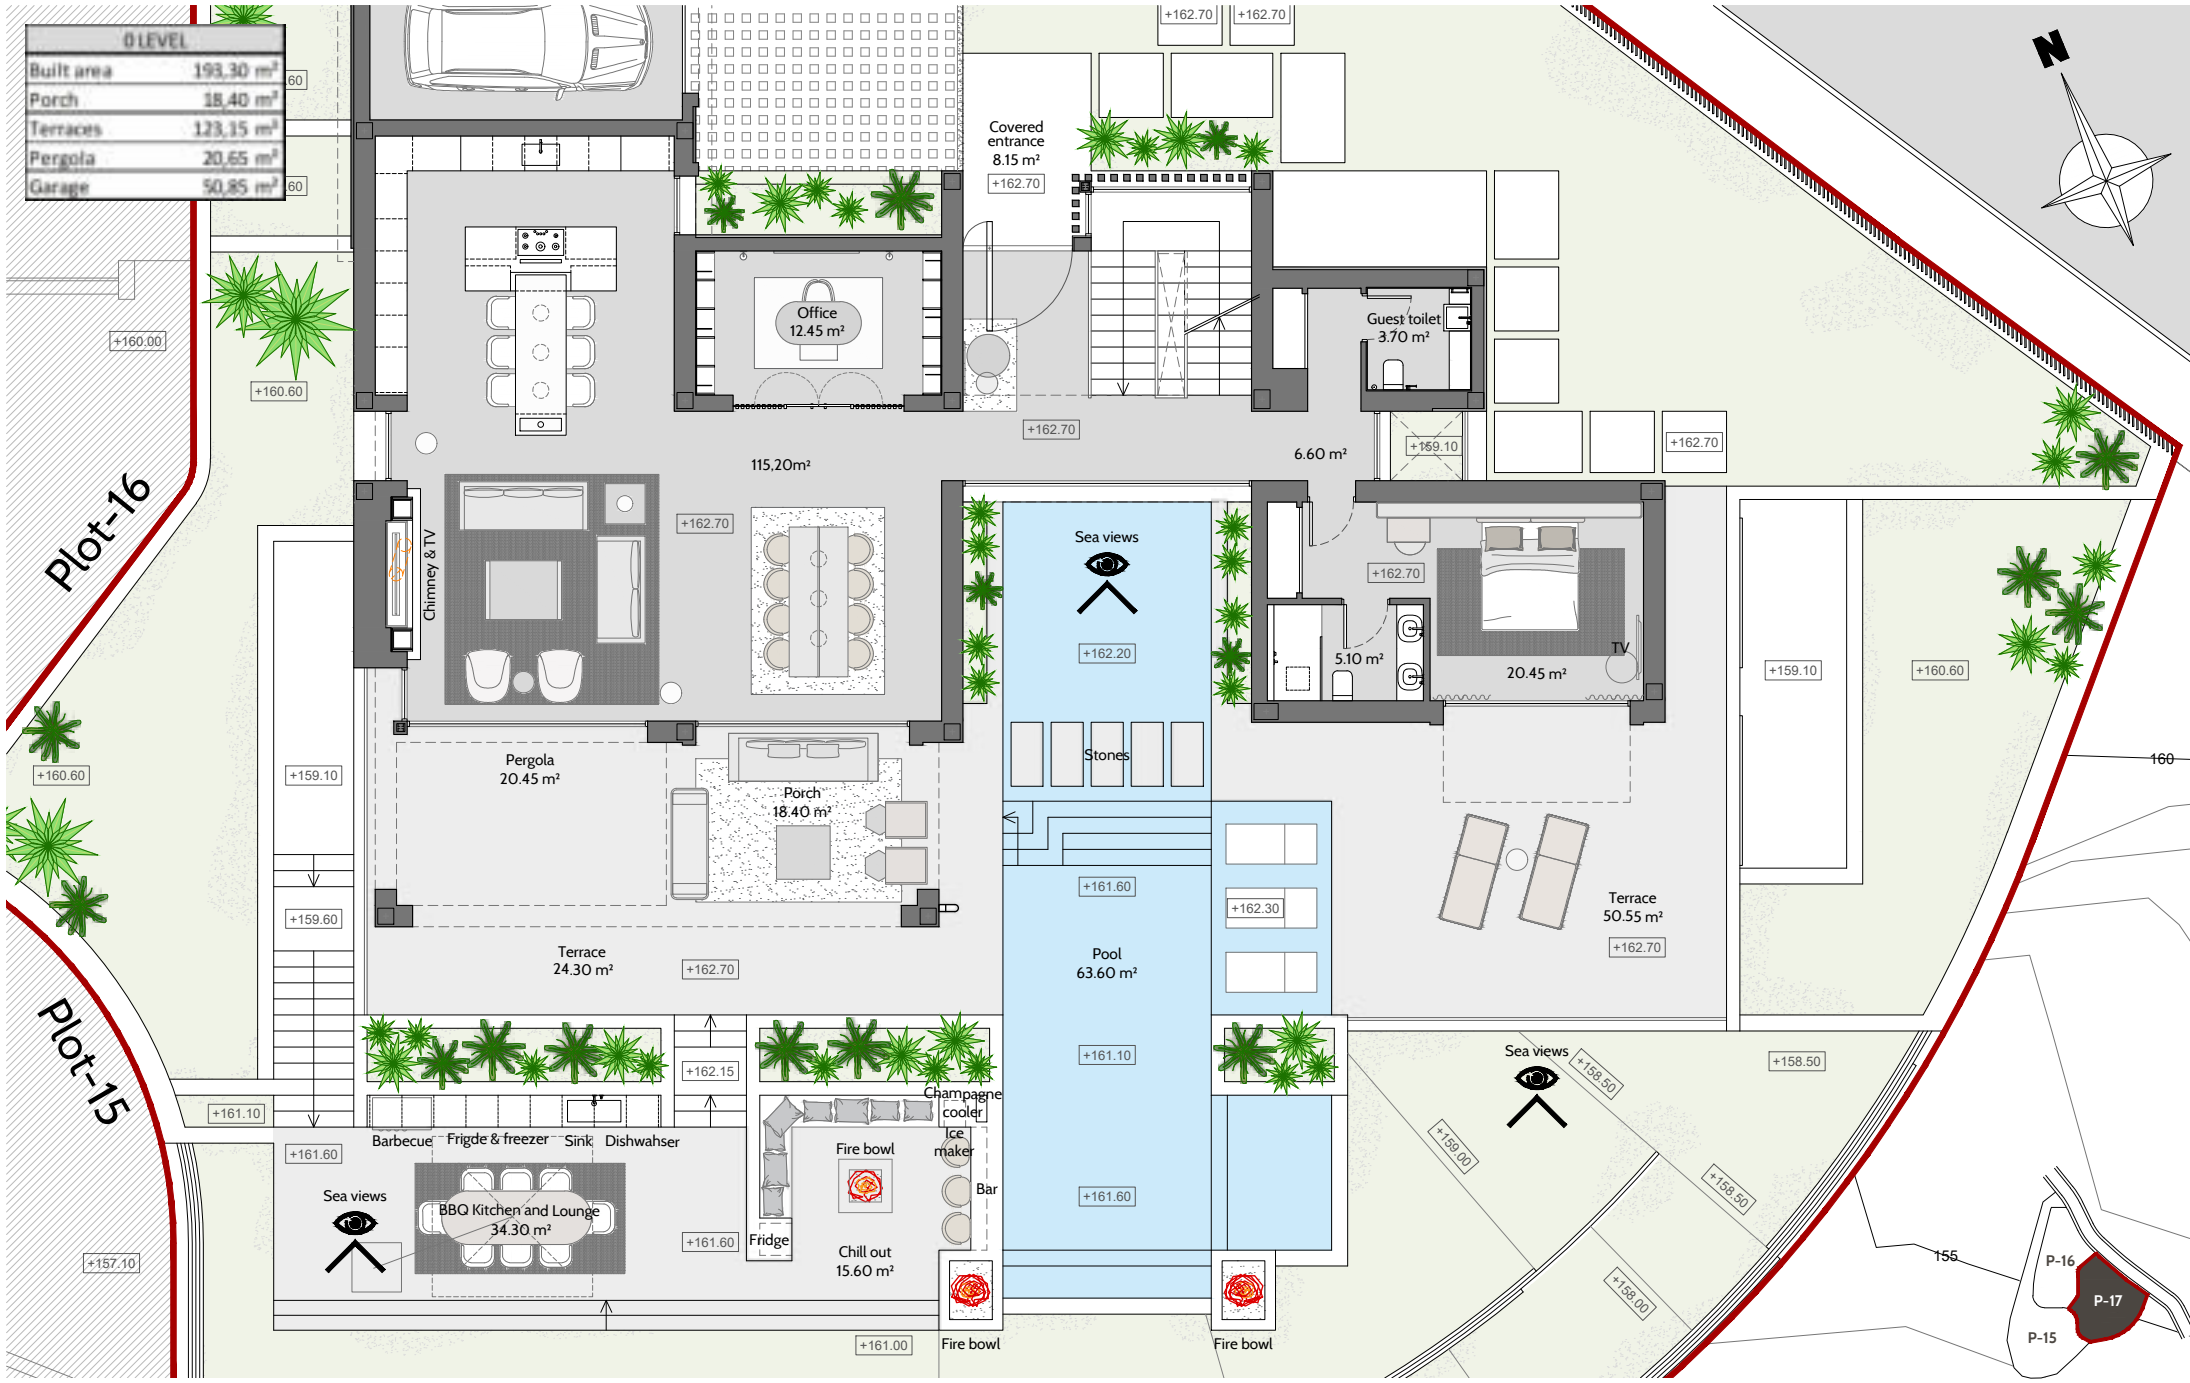 0 LEVEL
Built area 193,30 m²
Porch 18,40 m²
Terraces 123,15 m²
Pergola 20,65 m²
Garage 50,85 m²
.60
.60
+162.70
+162.70
N
Covered
entrance
8.15 m²
+162.70
Office
12.45 m²
Guest toilet
3.70 m²
+160.00
+160.60
+162.70
6.60 m²
+159.10
+162.70
115,20m²
Plot-16
Chimney & TV
+162.70
Sea views
+162.20
+162.70
5.10 m²
TV
20.45 m²
+159.10
+160.60
+160.60
+159.10
Pergola
20.45 m²
Porch
18.40 m²
Stones
160
+159.60
+161.60
+162.30
Terrace
50.55 m²
+162.70
Terrace
24.30 m²
+162.70
Pool
63.60 m²
Plot-15
+161.10
+162.15
+161.10
Sea views
+158.50
+158.50
+159.00
+158.50
+158.00
Champagne
cooler
Ice
maker
Barbecue
Frigde & freezer
Sink
Dishwahser
+161.60
Fire bowl
Bar
+161.60
Sea views
BBQ Kitchen and Lounge
34.30 m²
+161.60
Fridge
Chill out
15.60 m²
+157.10
155
P-16
P-17
P-15
+161.00
Fire bowl
Fire bowl